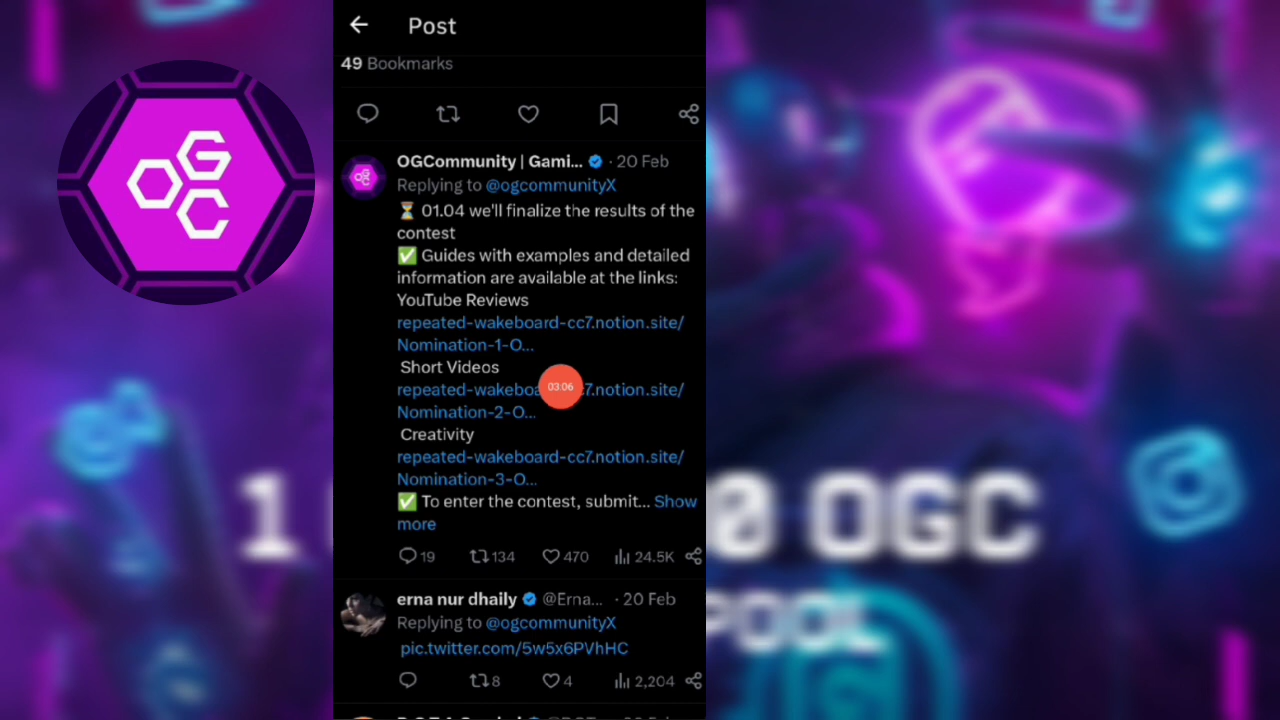 Post
49 Bookmarks
OGCommunity | Gami... · 20 Feb
Replying to @ogcommunityX
⏳ 01.04 we'll finalize the results of the
contest
✅ Guides with examples and detailed
information are available at the links:
YouTube Reviews
repeated-wakeboard-cc7.notion.site/
Nomination-1-O...
Short Videos
03:06
Nomination-2-O...
Creativity
repeated-wakeboard-cc7.notion.site/
Nomination-3-O...
✅ To enter the contest, submit... Show
more
19 134 470 24.5K
erna nur dhaily @Erna... · 20 Feb
Replying to @ogcommunityX
pic.twitter.com/5w5x6PVhHC
8 4 2,204
OGC
1
0 OGC
POOL